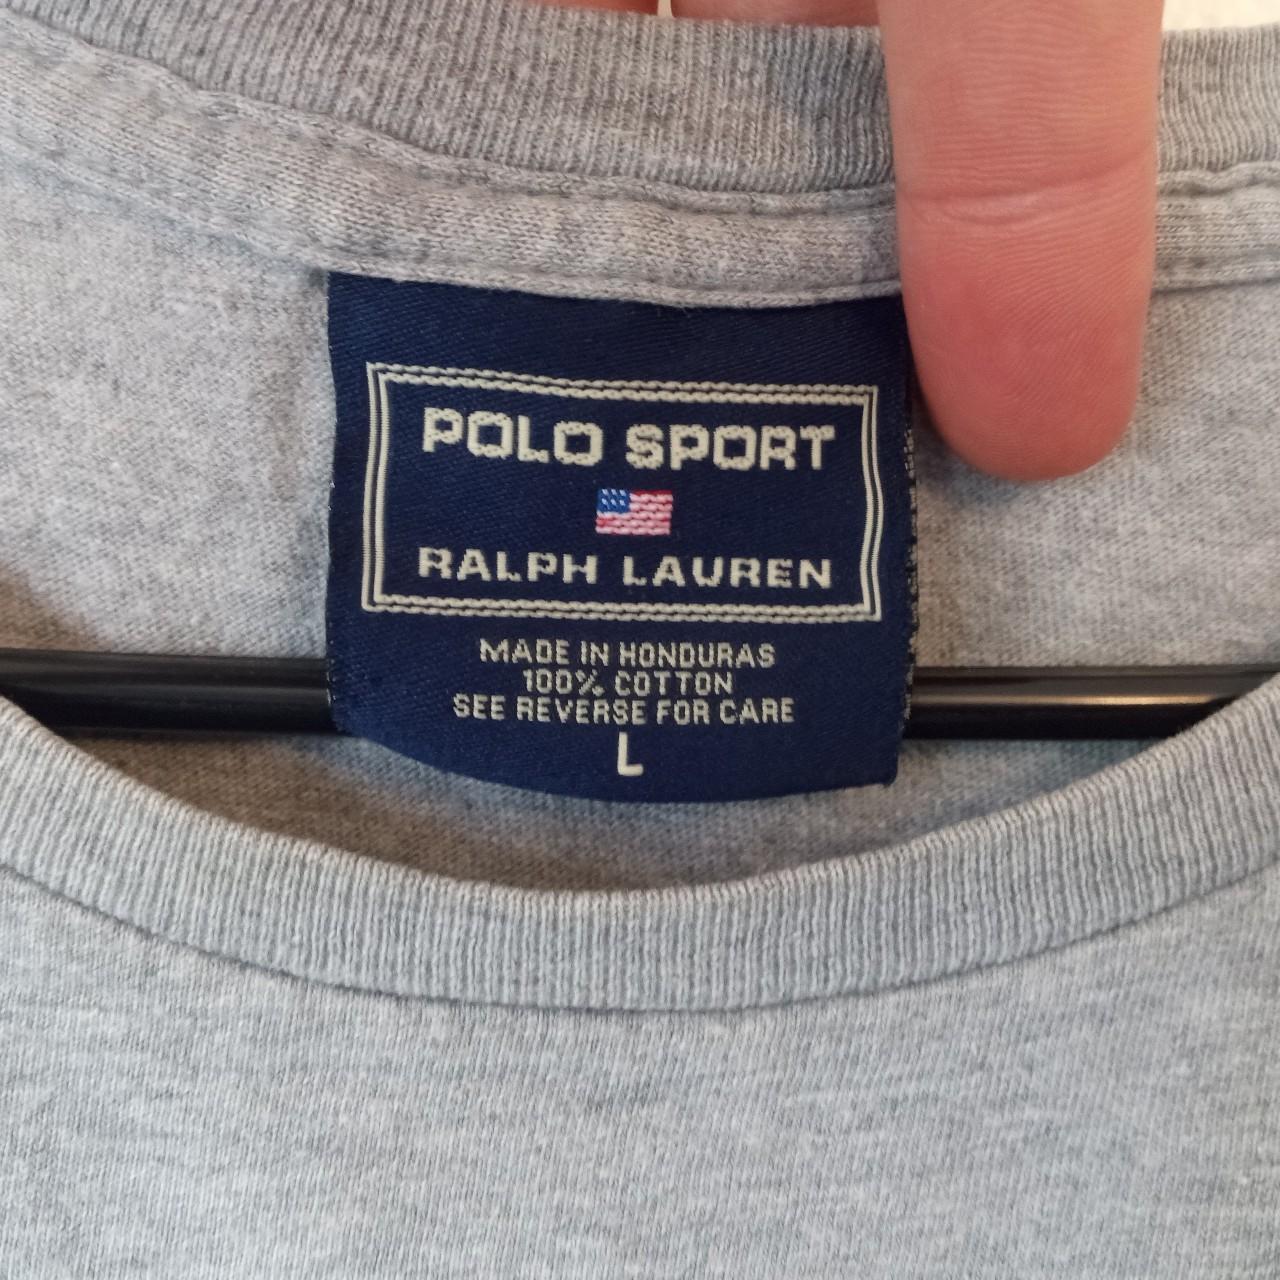 POLO SPORT
RALPH LAUREN
MADE IN HONDURAS
100% COTTON
SEE REVERSE FOR CARE
L